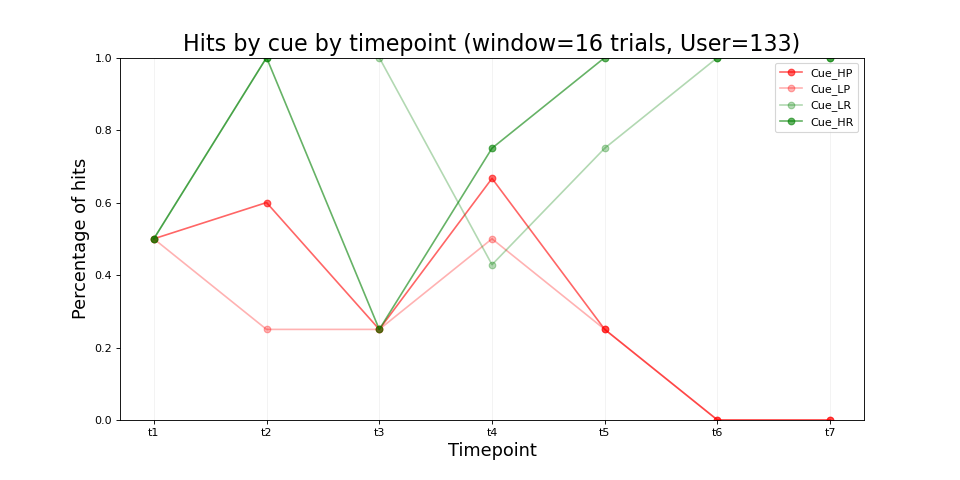 Hits by cue by timepoint (window=16 trials, User=133)
1.0
0.8
0.6
0.4
0.2
0.0
Percentage of hits
Cue_HP
Cue_LP
Cue_LR
Cue_HR
t1 t2 t3 t4 t5 t6 t7
Timepoint